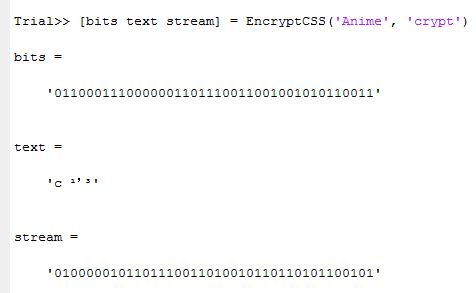 Trial>> [bits text stream] = EncryptCSS('Anime', 'crypt')
bits =
'0110001110000001101110011001001010110011'
text =
'c ¹’³'
stream =
'0100000101101110011010010110110101100101'